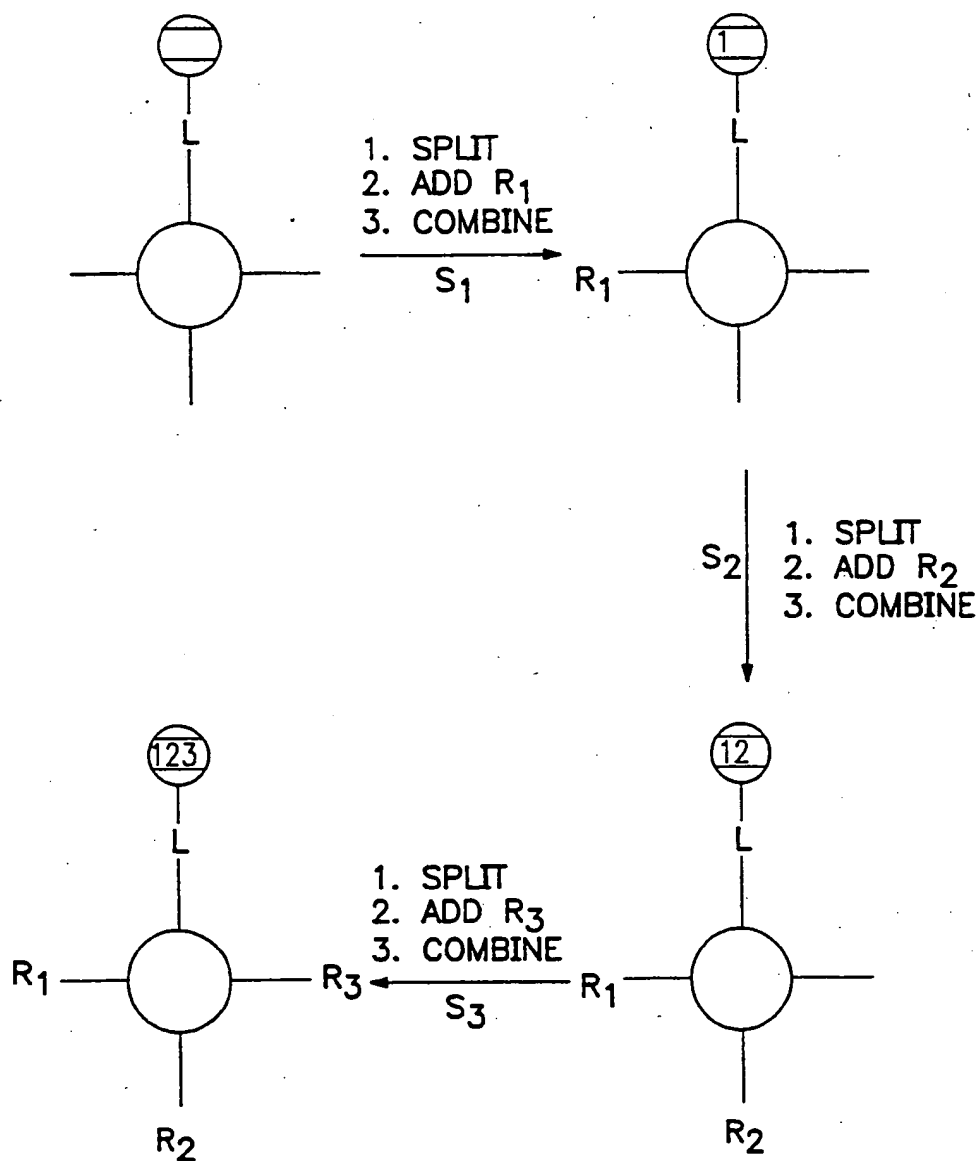 1
L
L
1. SPLIT
2. ADD R₁
3. COMBINE
S₁
R₁
S₂
1. SPLIT
2. ADD R₂
3. COMBINE
123
12
L
L
1. SPLIT
2. ADD R₃
3. COMBINE
R₁
R₃
S₃
R₁
R₂
R₂